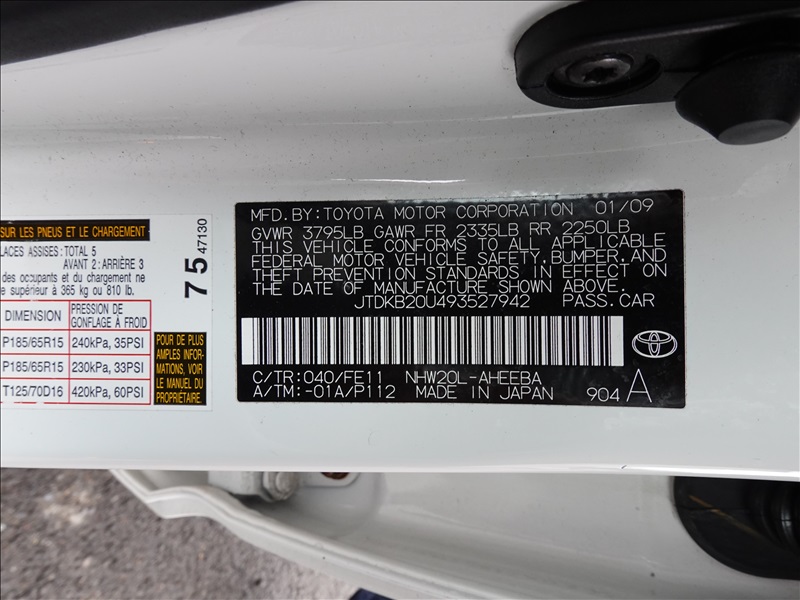 SUR LES PNEUS ET LE CHARGEMENT
PLACES ASSISES: TOTAL 5
AVANT 2: ARRIÈRE 3
des occupants et du chargement ne
e supérieur à 365 kg ou 810 lb.
DIMENSION
PRESSION DE
GONFLAGE À FROID
P185/65R15
240kPa, 35PSI
P185/65R15
230kPa, 33PSI
T125/70D16
420kPa, 60PSI
POUR DE PLUS
AMPLES INFOR-
MATIONS, VOIR
LE MANUEL DU
75
47130
MFD.BY: TOYOTA MOTOR CORPORATION 01/09
GVWR 3795LB GAWR FR 2335LB RR 2250LB
THIS VEHICLE CONFORMS TO ALL APPLICABLE
FEDERAL MOTOR VEHICLE SAFETY, BUMPER, AND
THEFT PREVENTION STANDARDS IN EFFECT ON
THE DATE OF MANUFACTURE SHOWN ABOVE.
JTDKB20U493527942 PASS.CAR
C/TR: 040/FE11 NHW20L-AHEEBA
A/TM: -01A/P112 MADE IN JAPAN 904 A